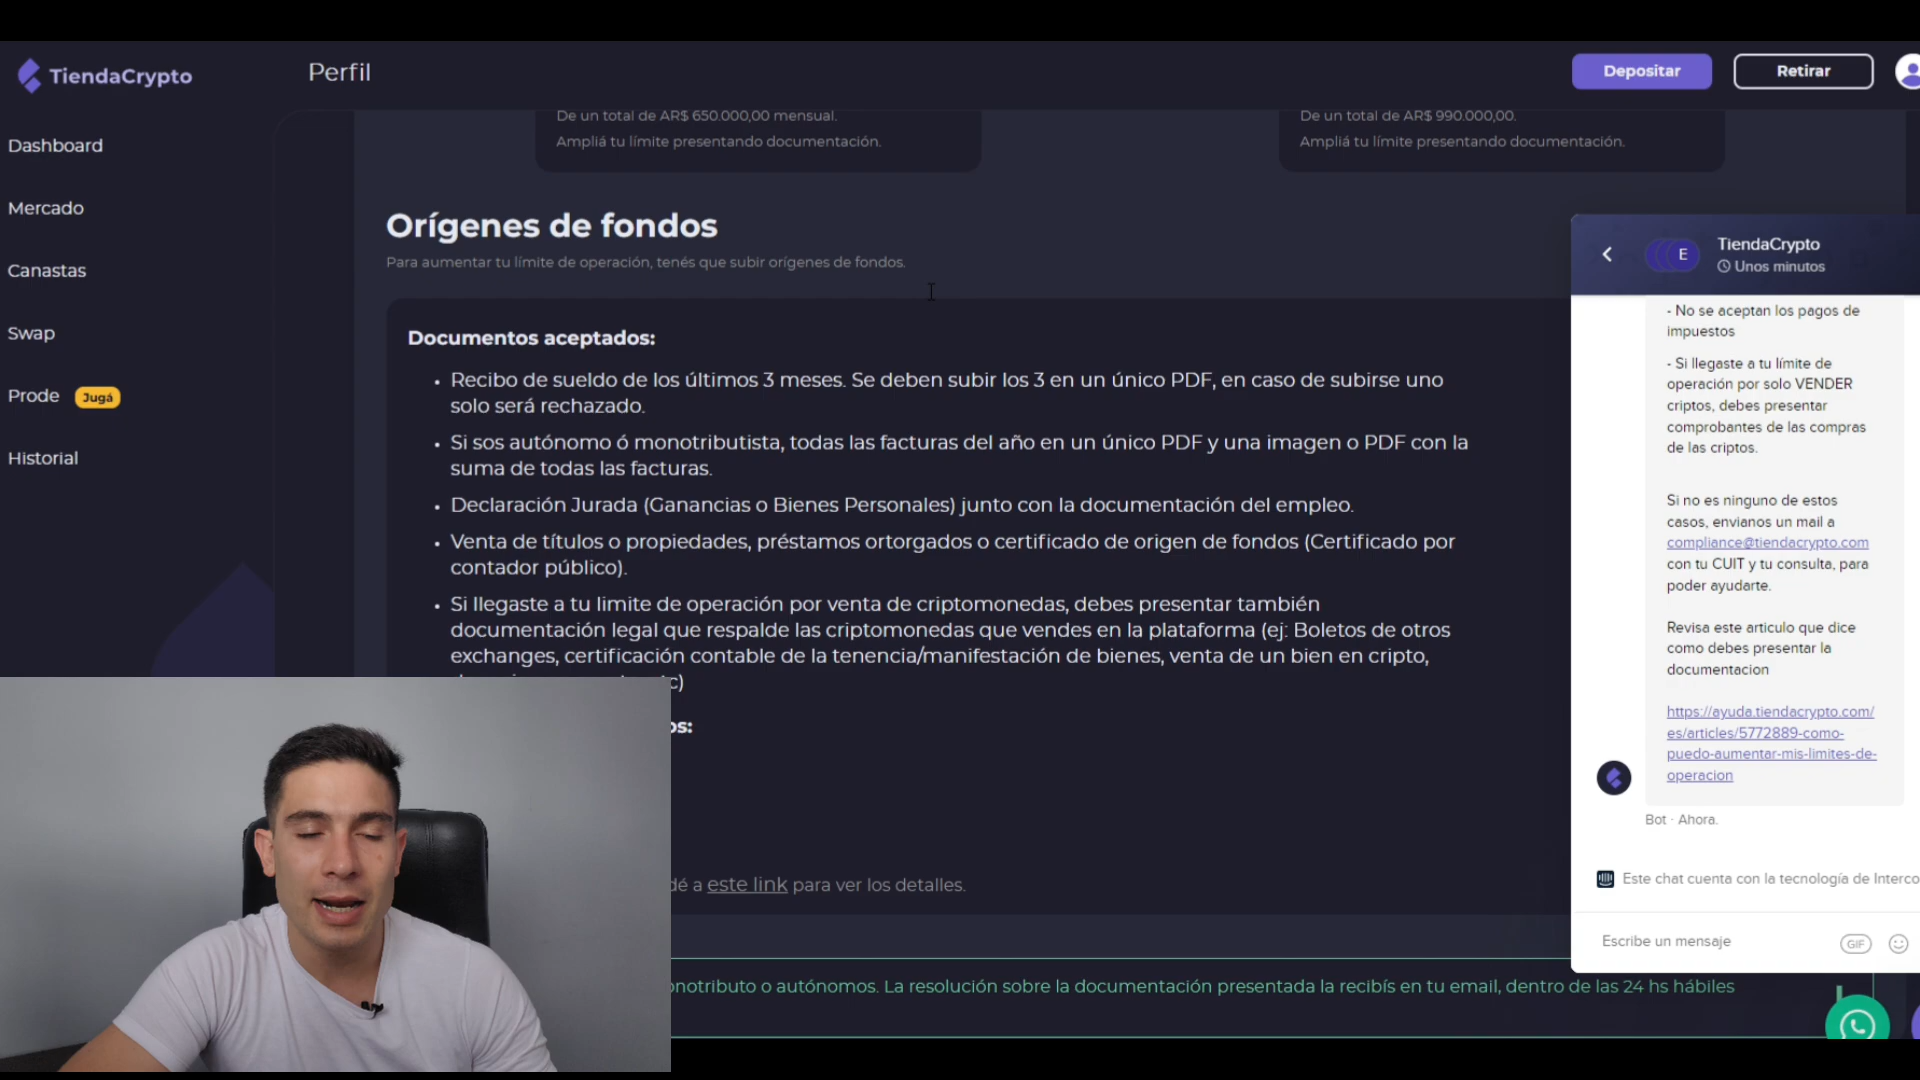 TiendaCrypto
Perfil
Depositar
Retirar
Dashboard
Mercado
Canastas
Swap
Prode Jugá
Historial
De un total de AR$ 650.000,00 mensual.
Ampliá tu límite presentando documentación.
De un total de AR$ 990.000,00.
Ampliá tu límite presentando documentación.
Orígenes de fondos
Para aumentar tu límite de operación, tenés que subir orígenes de fondos.
Documentos aceptados:
• Recibo de sueldo de los últimos 3 meses. Se deben subir los 3 en un único PDF, en caso de subirse uno
solo será rechazado.
• Si sos autónomo ó monotributista, todas las facturas del año en un único PDF y una imagen o PDF con la
suma de todas las facturas.
• Declaración Jurada (Ganancias o Bienes Personales) junto con la documentación del empleo.
• Venta de títulos o propiedades, préstamos ortorgados o certificado de origen de fondos (Certificado por
contador público).
• Si llegaste a tu limite de operación por venta de criptomonedas, debes presentar también
documentación legal que respalde las criptomonedas que vendes en la plataforma (ej: Boletos de otros
exchanges, certificación contable de la tenencia/manifestación de bienes, venta de un bien en cripto,
c)
os:
dé a este link para ver los detalles.
onotributo o autónomos. La resolución sobre la documentación presentada la recibís en tu email, dentro de las 24 hs hábiles
E
TiendaCrypto
Unos minutos
- No se aceptan los pagos de
impuestos
- Si llegaste a tu límite de
operación por solo VENDER
criptos, debes presentar
comprobantes de las compras
de las criptos.
Si no es ninguno de estos
casos, envianos un mail a
compliance@tiendacrypto.com
con tu CUIT y tu consulta, para
poder ayudarte.
Revisa este articulo que dice
como debes presentar la
documentacion
https://ayuda.tiendacrypto.com/
es/articles/5772889-como-
puedo-aumentar-mis-limites-de-
operacion
Bot · Ahora.
Este chat cuenta con la tecnología de Interco
Escribe un mensaje
GIF